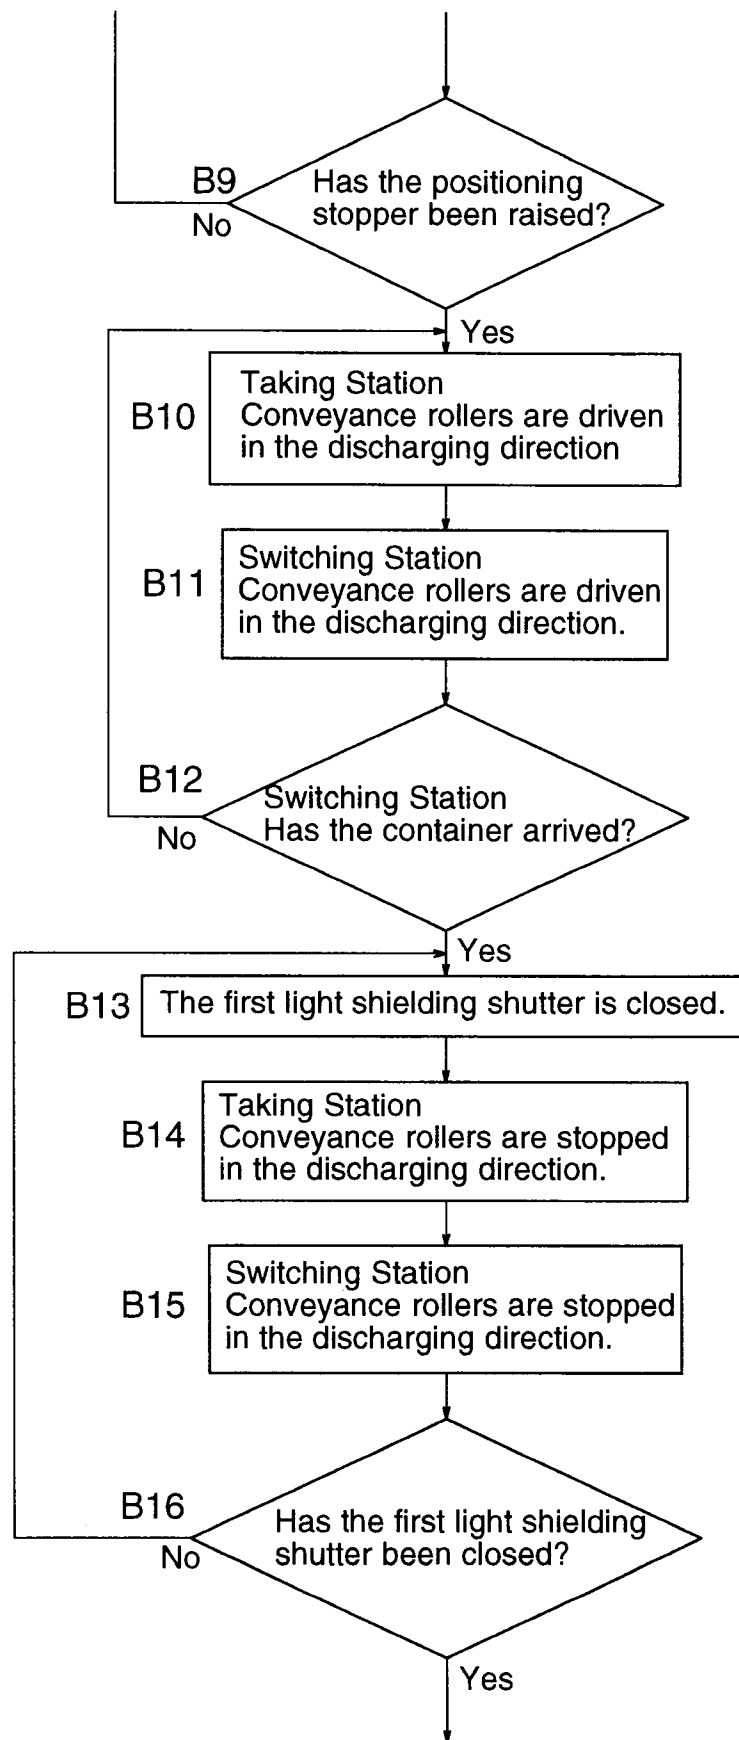 B9
Has the positioning
stopper been raised?
No
Yes
B10
Taking Station
Conveyance rollers are driven
in the discharging direction
B11
Switching Station
Conveyance rollers are driven
in the discharging direction.
B12
Switching Station
Has the container arrived?
No
Yes
B13
The first light shielding shutter is closed.
B14
Taking Station
Conveyance rollers are stopped
in the discharging direction.
B15
Switching Station
Conveyance rollers are stopped
in the discharging direction.
B16
Has the first light shielding
shutter been closed?
No
Yes